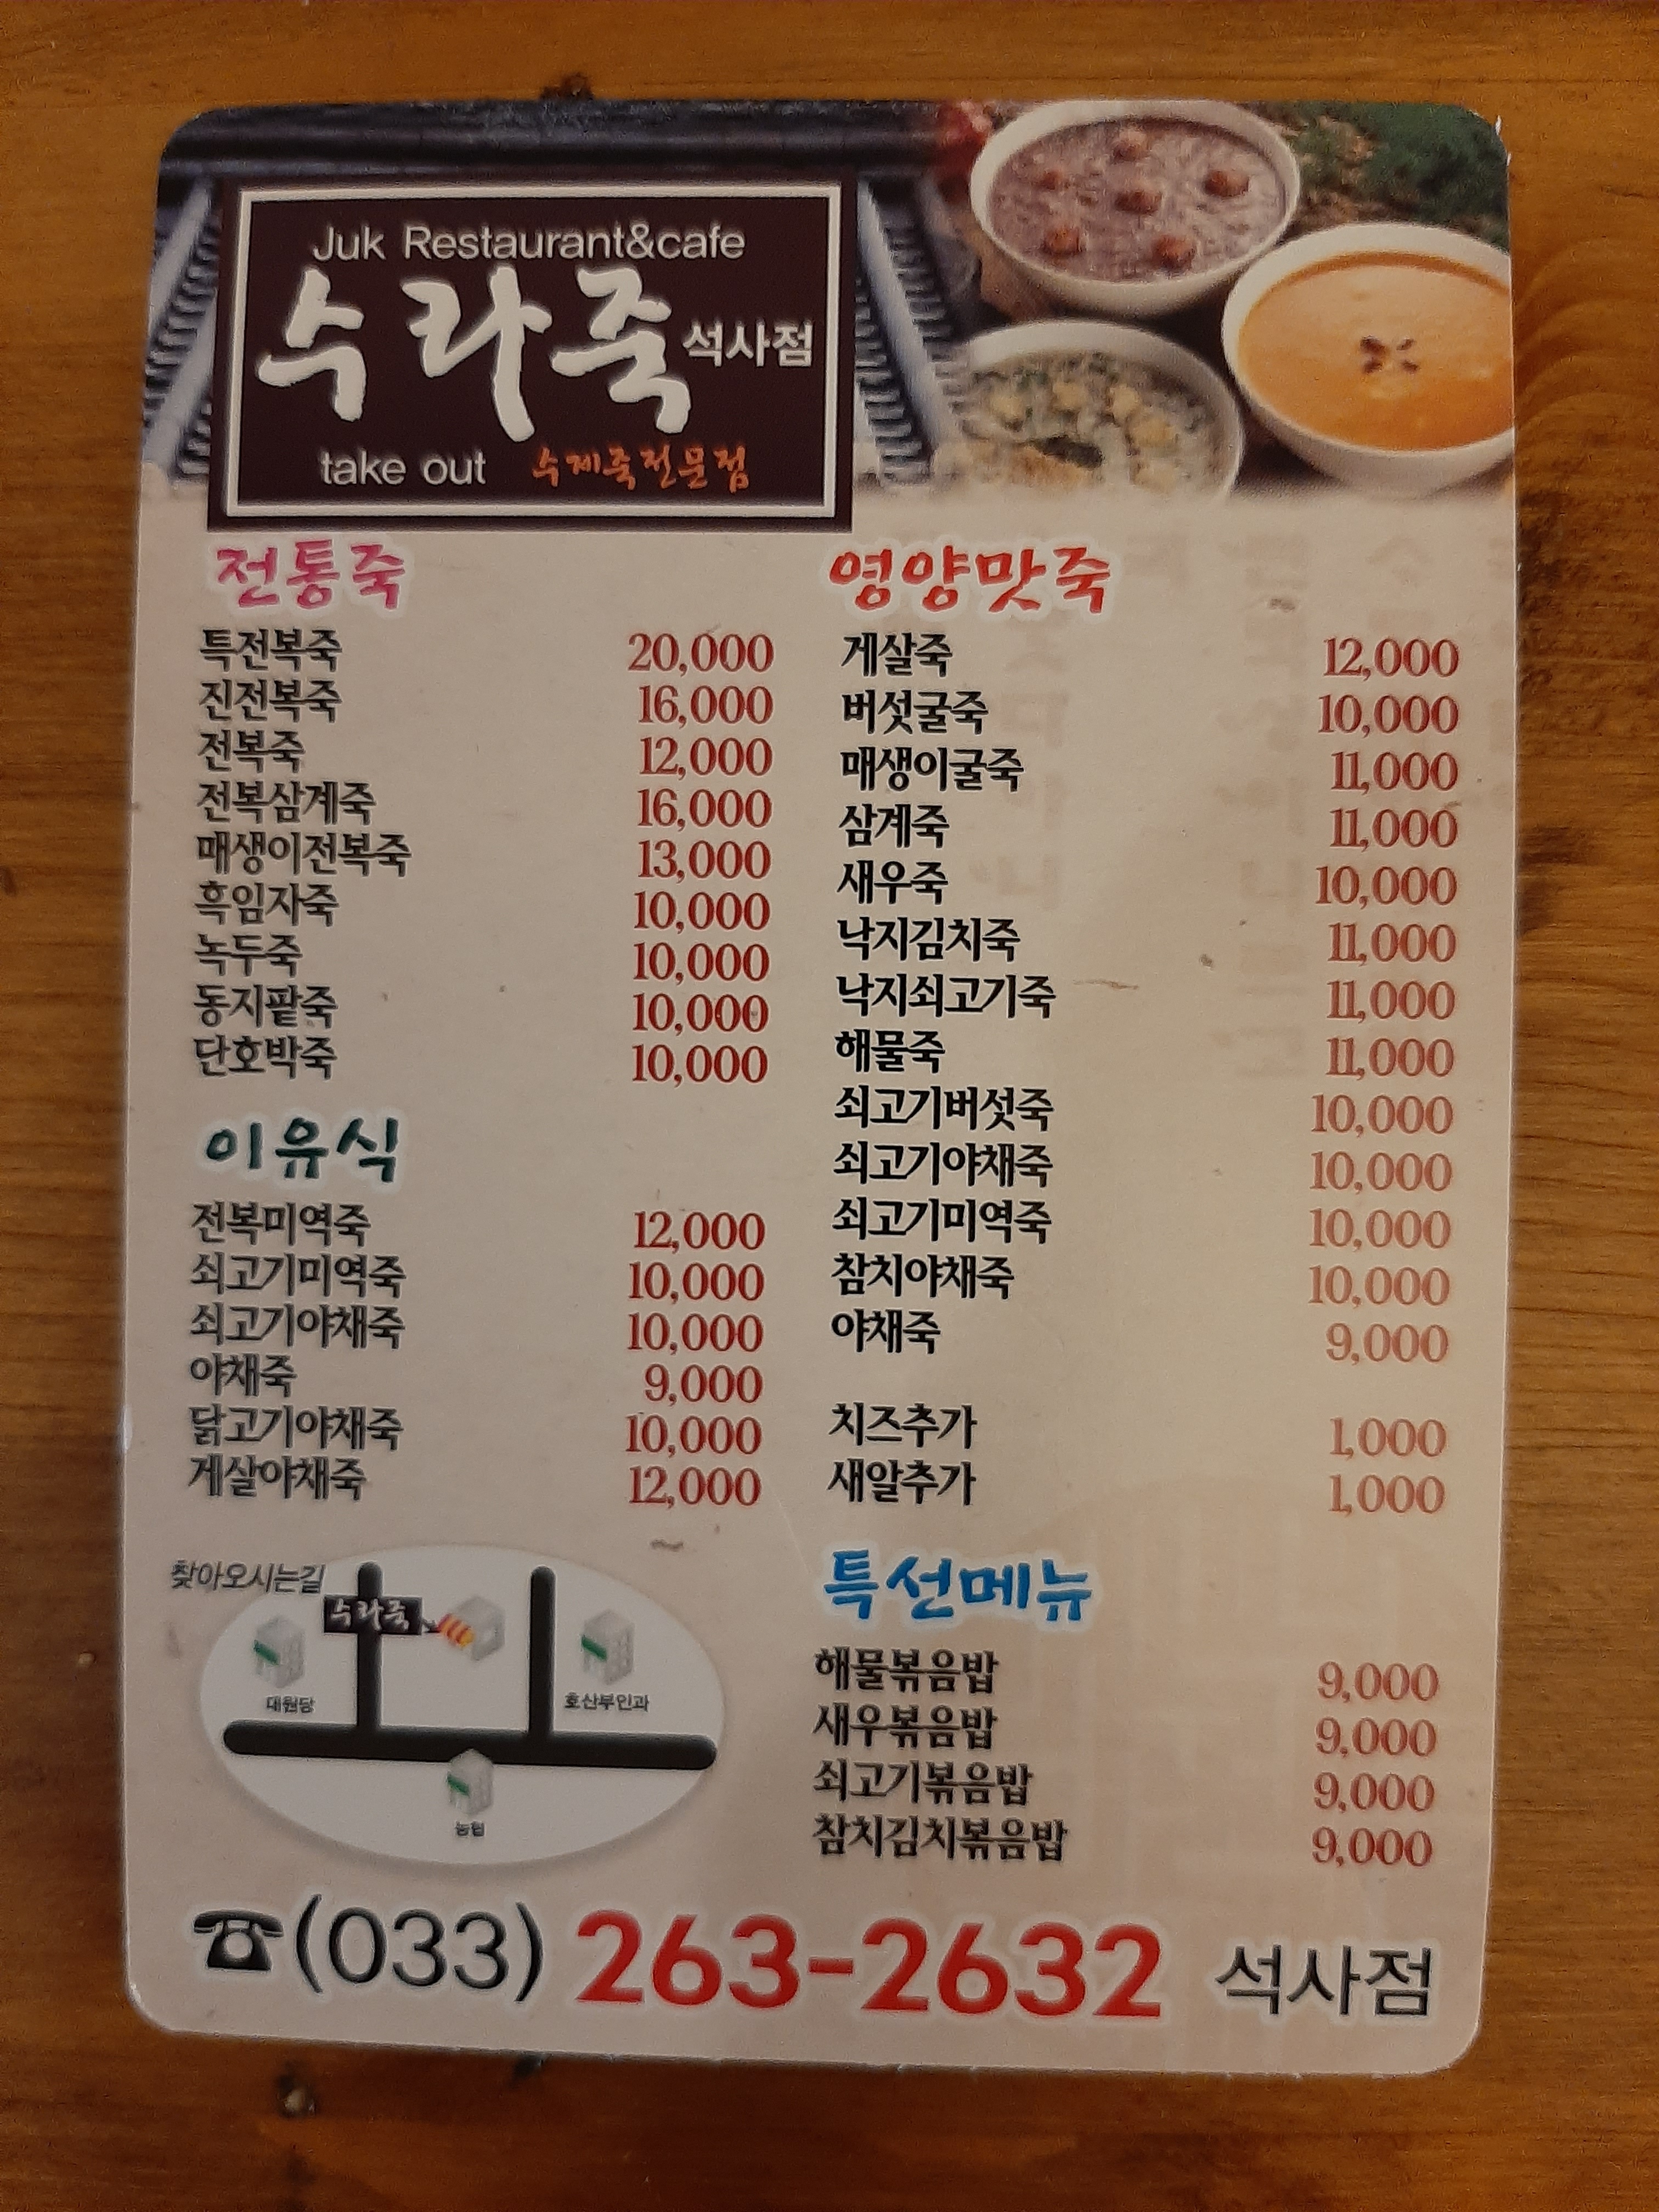 Juk Restaurant&cafe
수라죽 석사점
take out 수제죽전문점
전통죽
특전복죽 20,000
진전복죽 16,000
전복죽 12,000
전복삼계죽 16,000
매생이전복죽 13,000
흑임자죽 10,000
녹두죽 10,000
동지팥죽 10,000
단호박죽 10,000
이유식
전복미역죽 12,000
쇠고기미역죽 10,000
쇠고기야채죽 10,000
야채죽 9,000
닭고기야채죽 10,000
게살야채죽 12,000
영양맛죽
게살죽 12,000
버섯굴죽 10,000
매생이굴죽 11,000
삼계죽 11,000
새우죽 10,000
낙지김치죽 11,000
낙지쇠고기죽 11,000
해물죽 11,000
쇠고기버섯죽 10,000
쇠고기야채죽 10,000
쇠고기미역죽 10,000
참치야채죽 10,000
야채죽 9,000
치즈추가 1,000
새알추가 1,000
특선메뉴
해물볶음밥 9,000
새우볶음밥 9,000
쇠고기볶음밥 9,000
참치김치볶음밥 9,000
찾아오시는길
수라죽
대원당
호산부인과
농협
☎(033) 263-2632 석사점